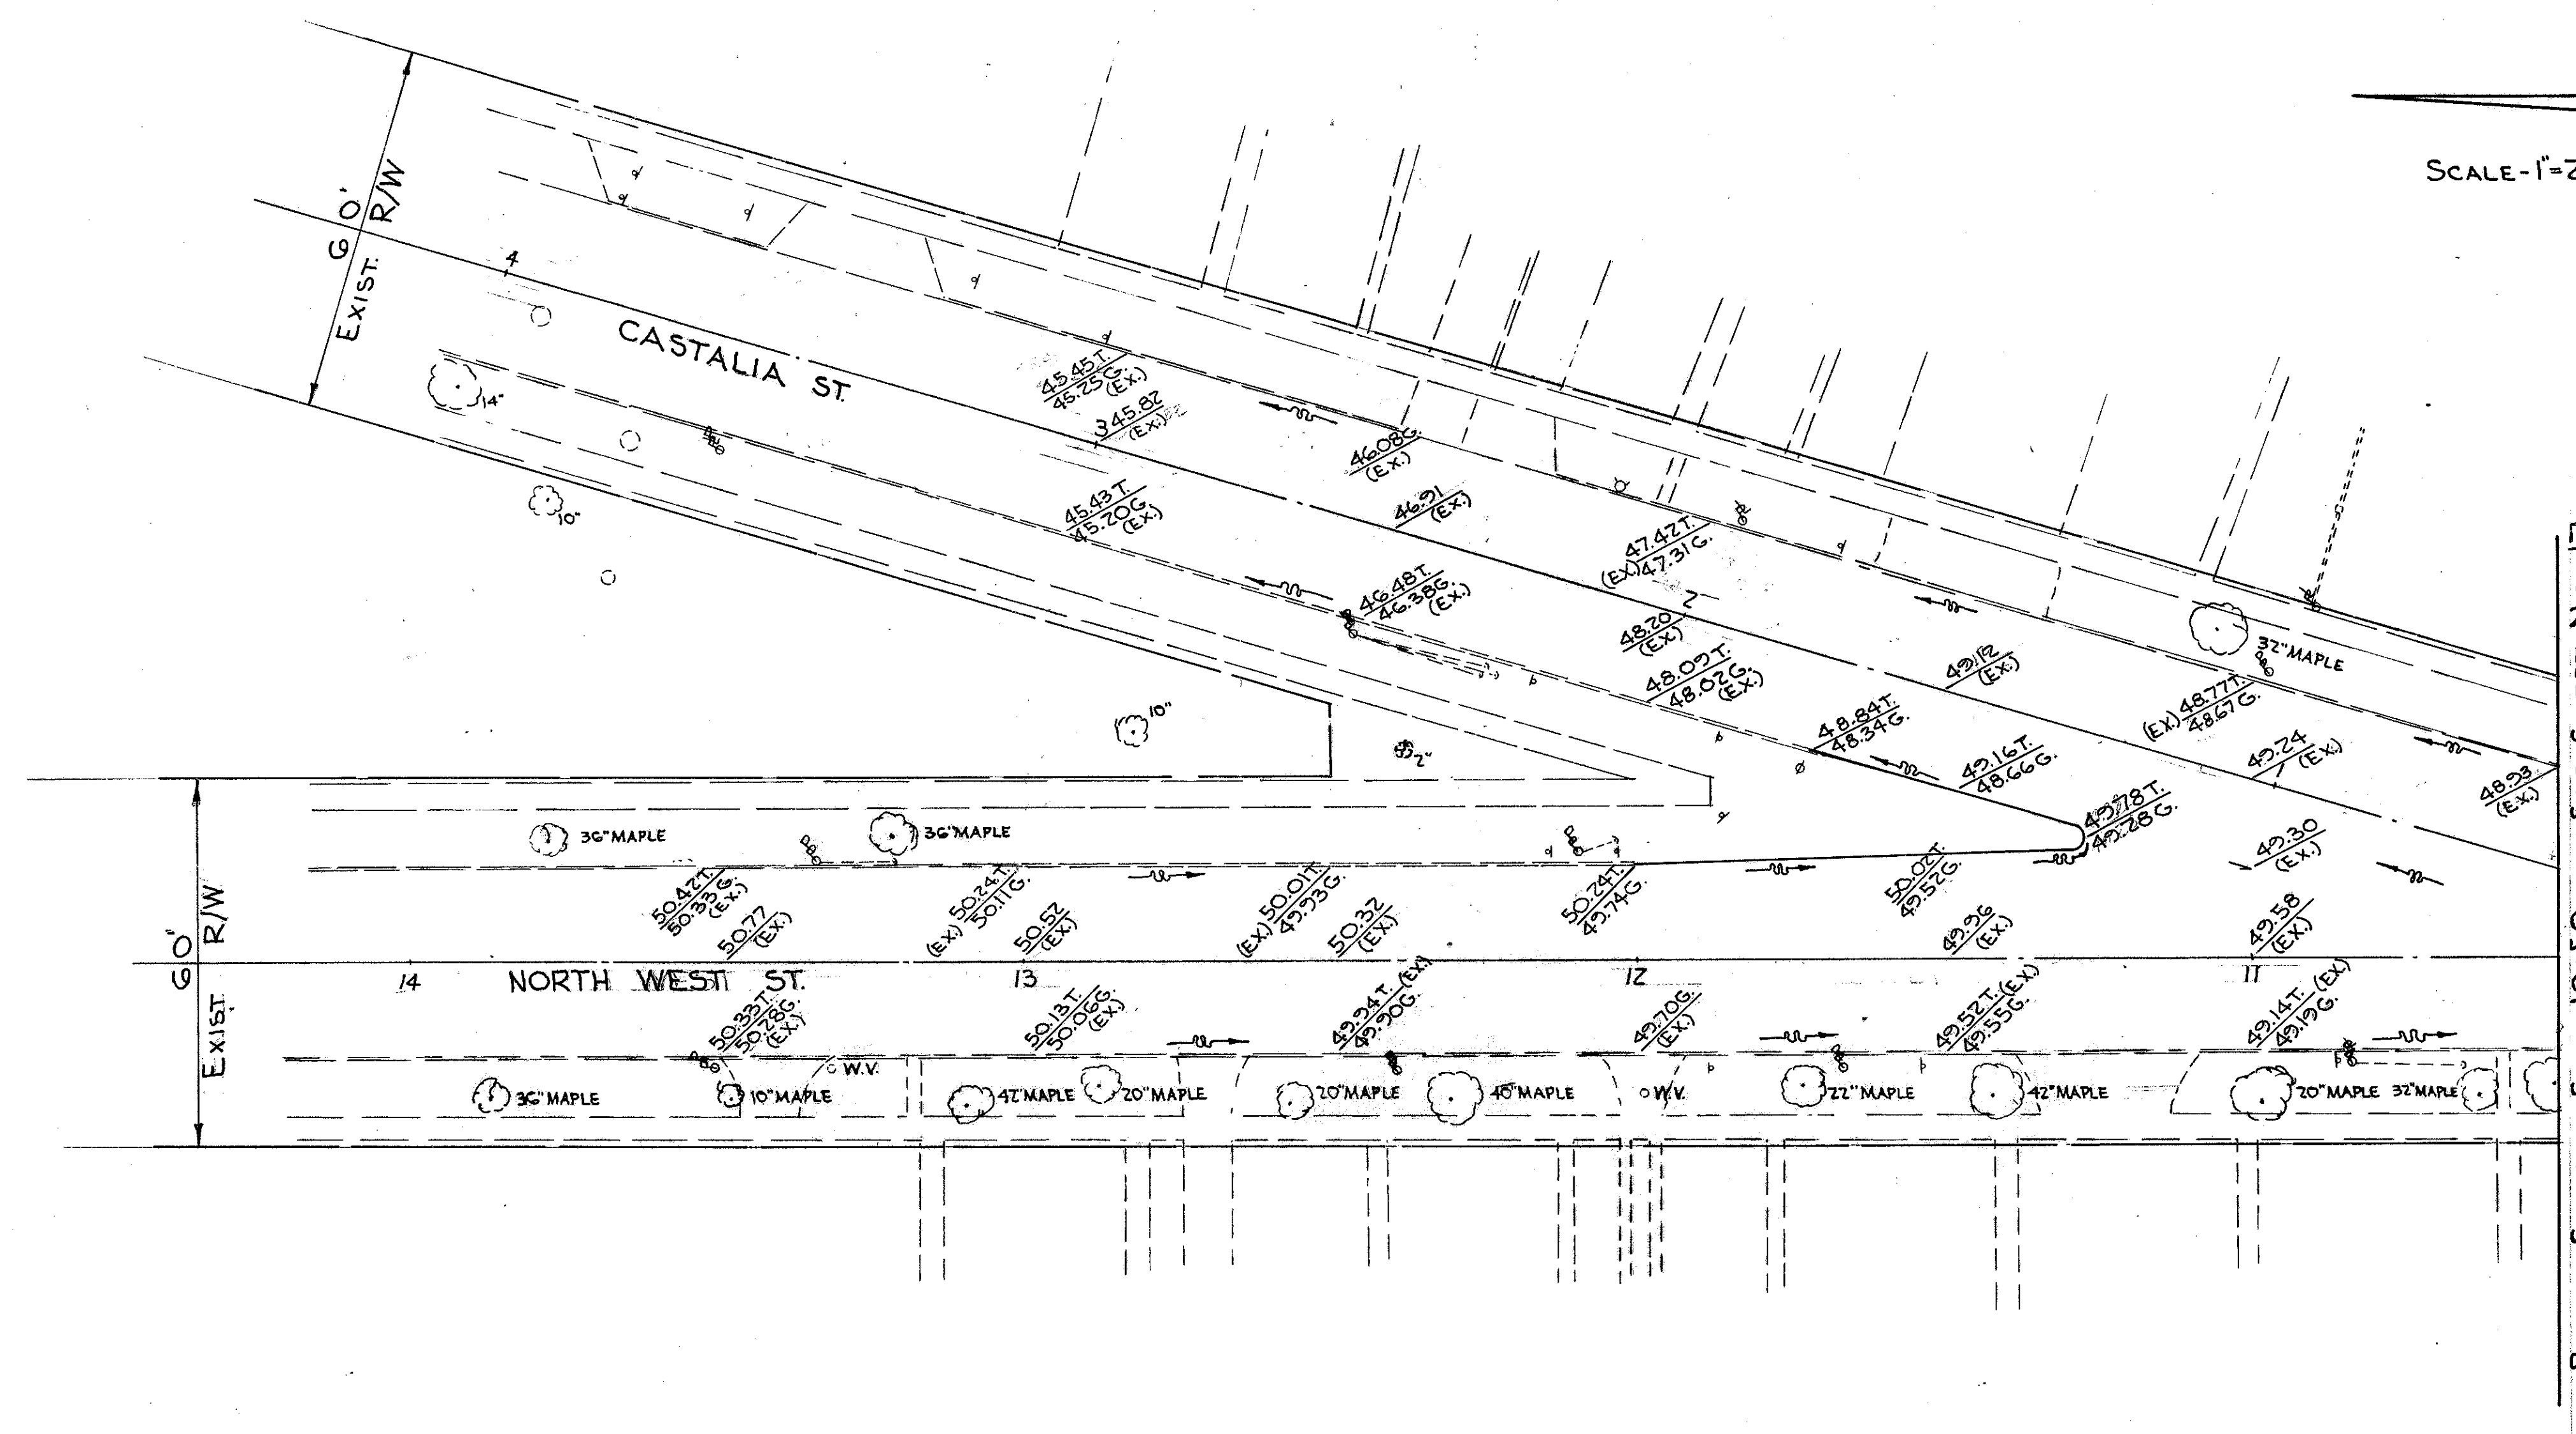 SCALE-1"=2
60'
EXIST. R/W
4
CASTALIA ST.
14"
10"
45.45T.
45.25G.
(EX.)
345.82
(EX.)
45.43T.
45.20G.
(EX.)
46.08G.
(EX.)
46.91
(EX.)
46.48T.
46.38G.
(EX.)
47.42T.
(EX.)47.31G.
2
48.20
(EX.)
48.09T.
48.02G.
(EX.)
49.19
(EX.)
48.84T.
48.34G.
49.16T.
48.66G.
32"MAPLE
(EX.)48.77T.
48.67G.
49.24
(EX.)
48.93
(EX.)
49.78T.
49.28G.
49.30
(EX.)
10"
2"
36"MAPLE
36"MAPLE
60'
EXIST. R/W
50.42T.
50.33G.
(EX.)
50.77
(EX.)
(EX.) 50.24T.
50.11G.
50.52
(EX.)
(EX.) 50.01T.
49.93G.
50.32
(EX.)
50.24T.
49.74G.
50.02T.
49.52G.
49.96
(EX.)
49.58
(EX.)
14
NORTH WEST ST.
13
12
11
50.33T.
50.28G.
(EX.)
50.13T.
50.06G.
(EX.)
49.94T.(EX.)
49.90G.
49.70G.
(EX.)
49.52T.(EX.)
49.55G.
49.14T.(EX.)
49.19G.
36"MAPLE
10"MAPLE
W.V.
42"MAPLE
20"MAPLE
20"MAPLE
40"MAPLE
W.V.
22"MAPLE
42"MAPLE
20"MAPLE
32"MAPLE